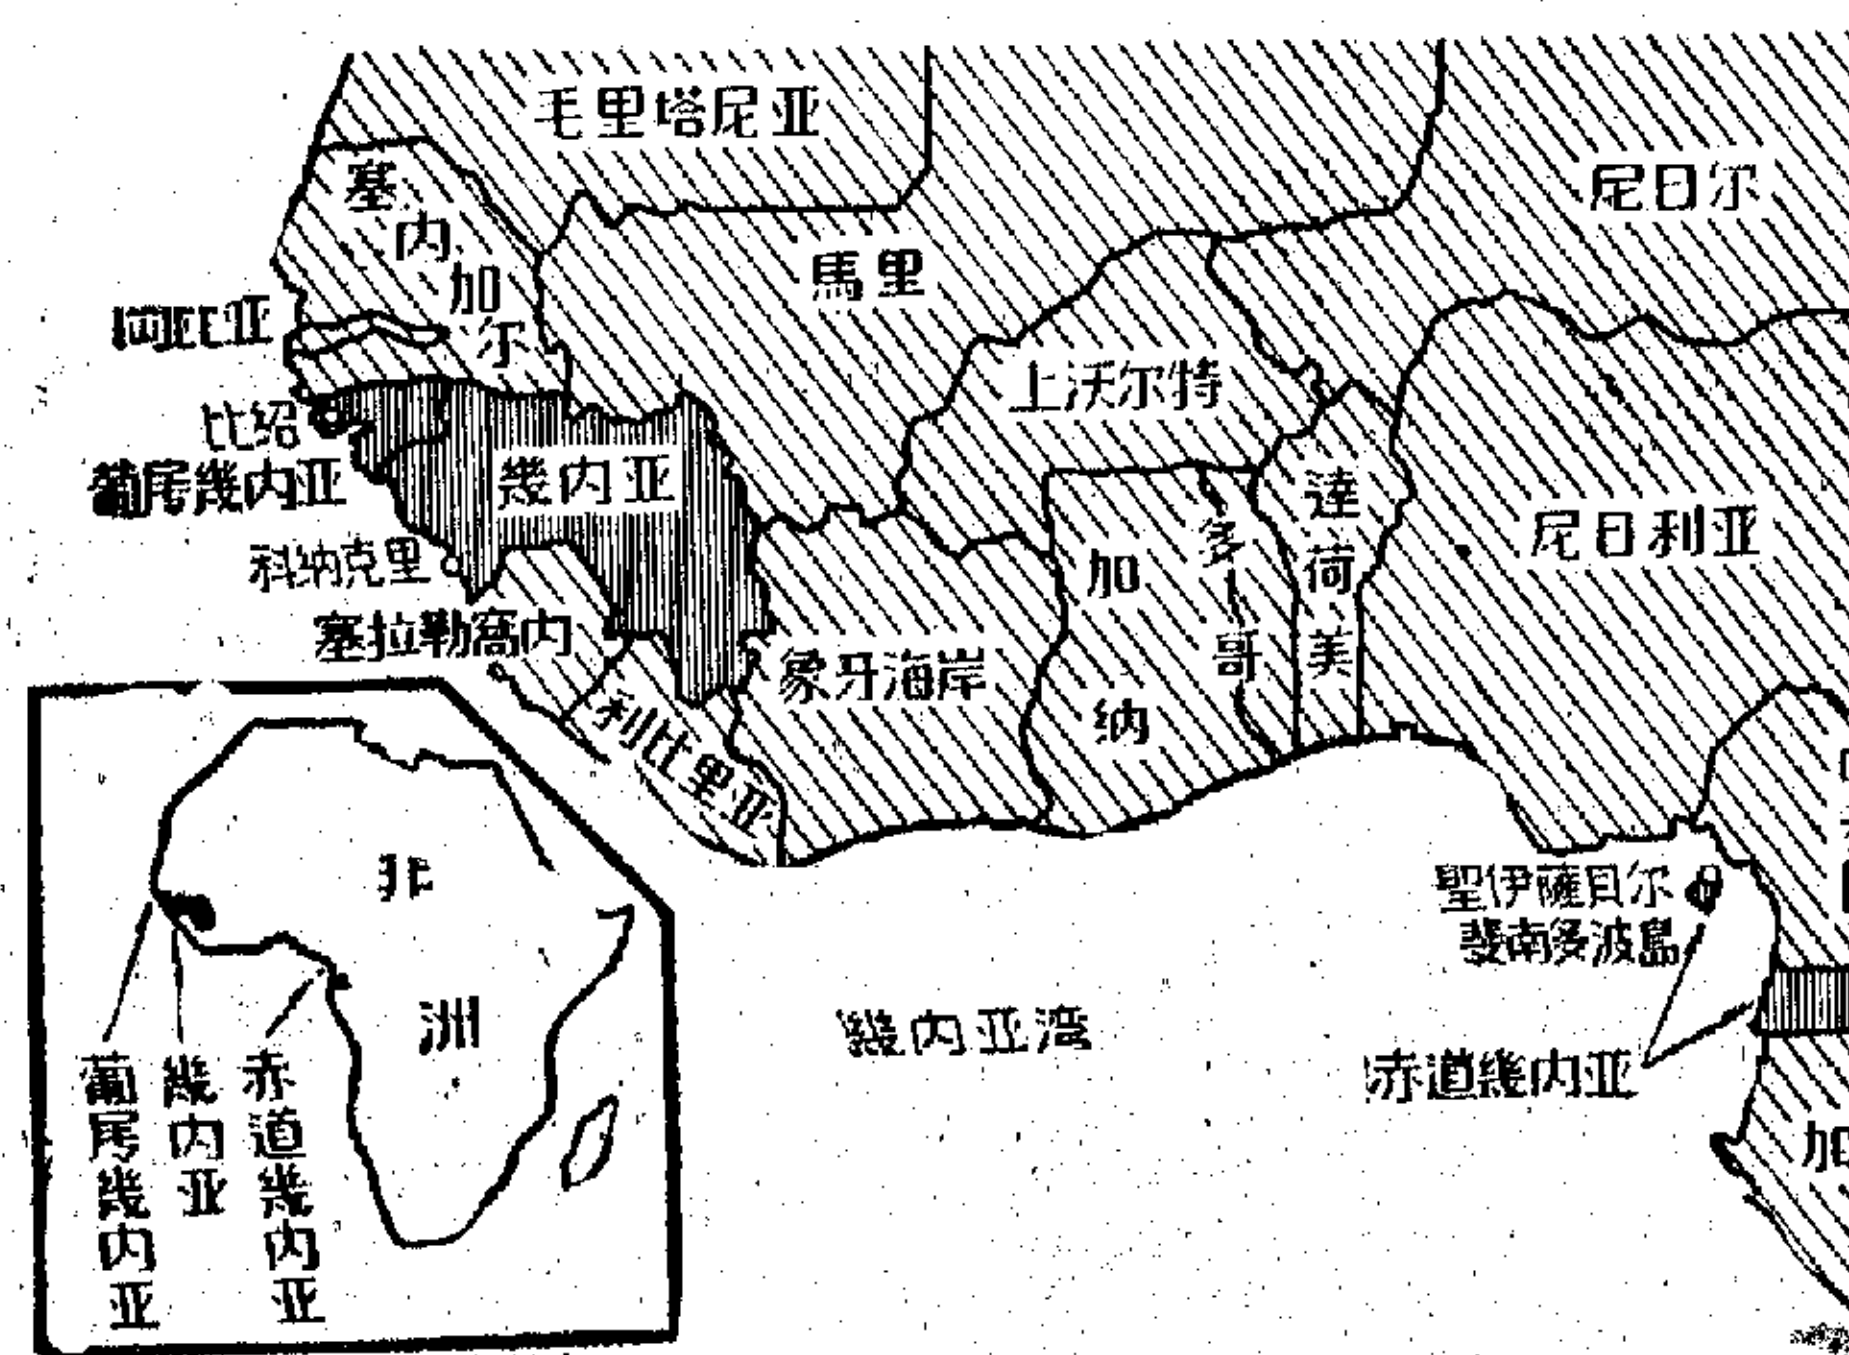 毛里塔尼亚
尼日尔
塞内加尔
馬里
冈比亚
上沃尔特
比绍
葡属幾内亚
幾内亚
達荷美
多哥
加纳
尼日利亚
科纳克里
塞拉勒窩内
象牙海岸
利比里亚
聖伊薩貝尔
斐南多波島
幾内亚湾
赤道幾内亚
加
非洲
葡属幾内亚
幾内亚
赤道幾内亚